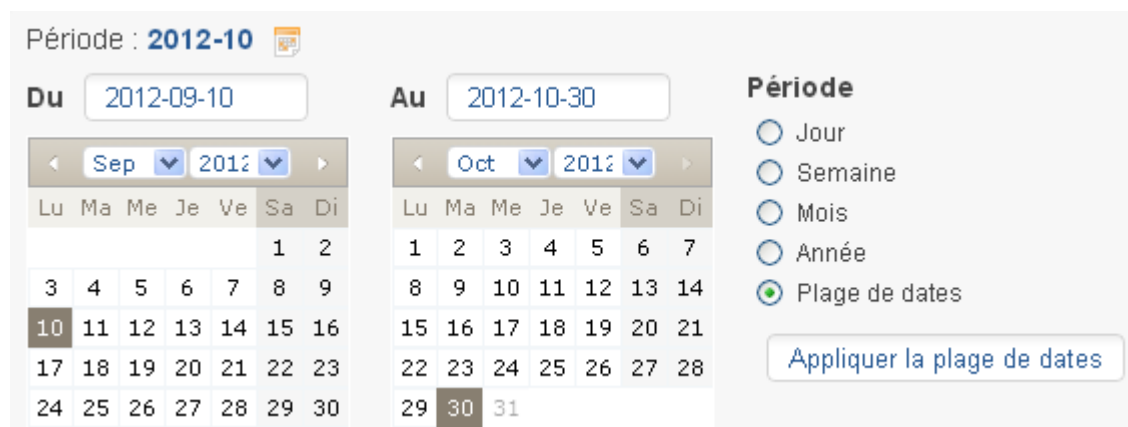 Période : 2012-10
Du 2012-09-10
Sep 2012
Lu Ma Me Je Ve Sa Di
1 2
3 4 5 6 7 8 9
10 11 12 13 14 15 16
17 18 19 20 21 22 23
24 25 26 27 28 29 30
Au 2012-10-30
Oct 2012
Lu Ma Me Je Ve Sa Di
1 2 3 4 5 6 7
8 9 10 11 12 13 14
15 16 17 18 19 20 21
22 23 24 25 26 27 28
29 30 31
Période
Jour
Semaine
Mois
Année
Plage de dates
Appliquer la plage de dates